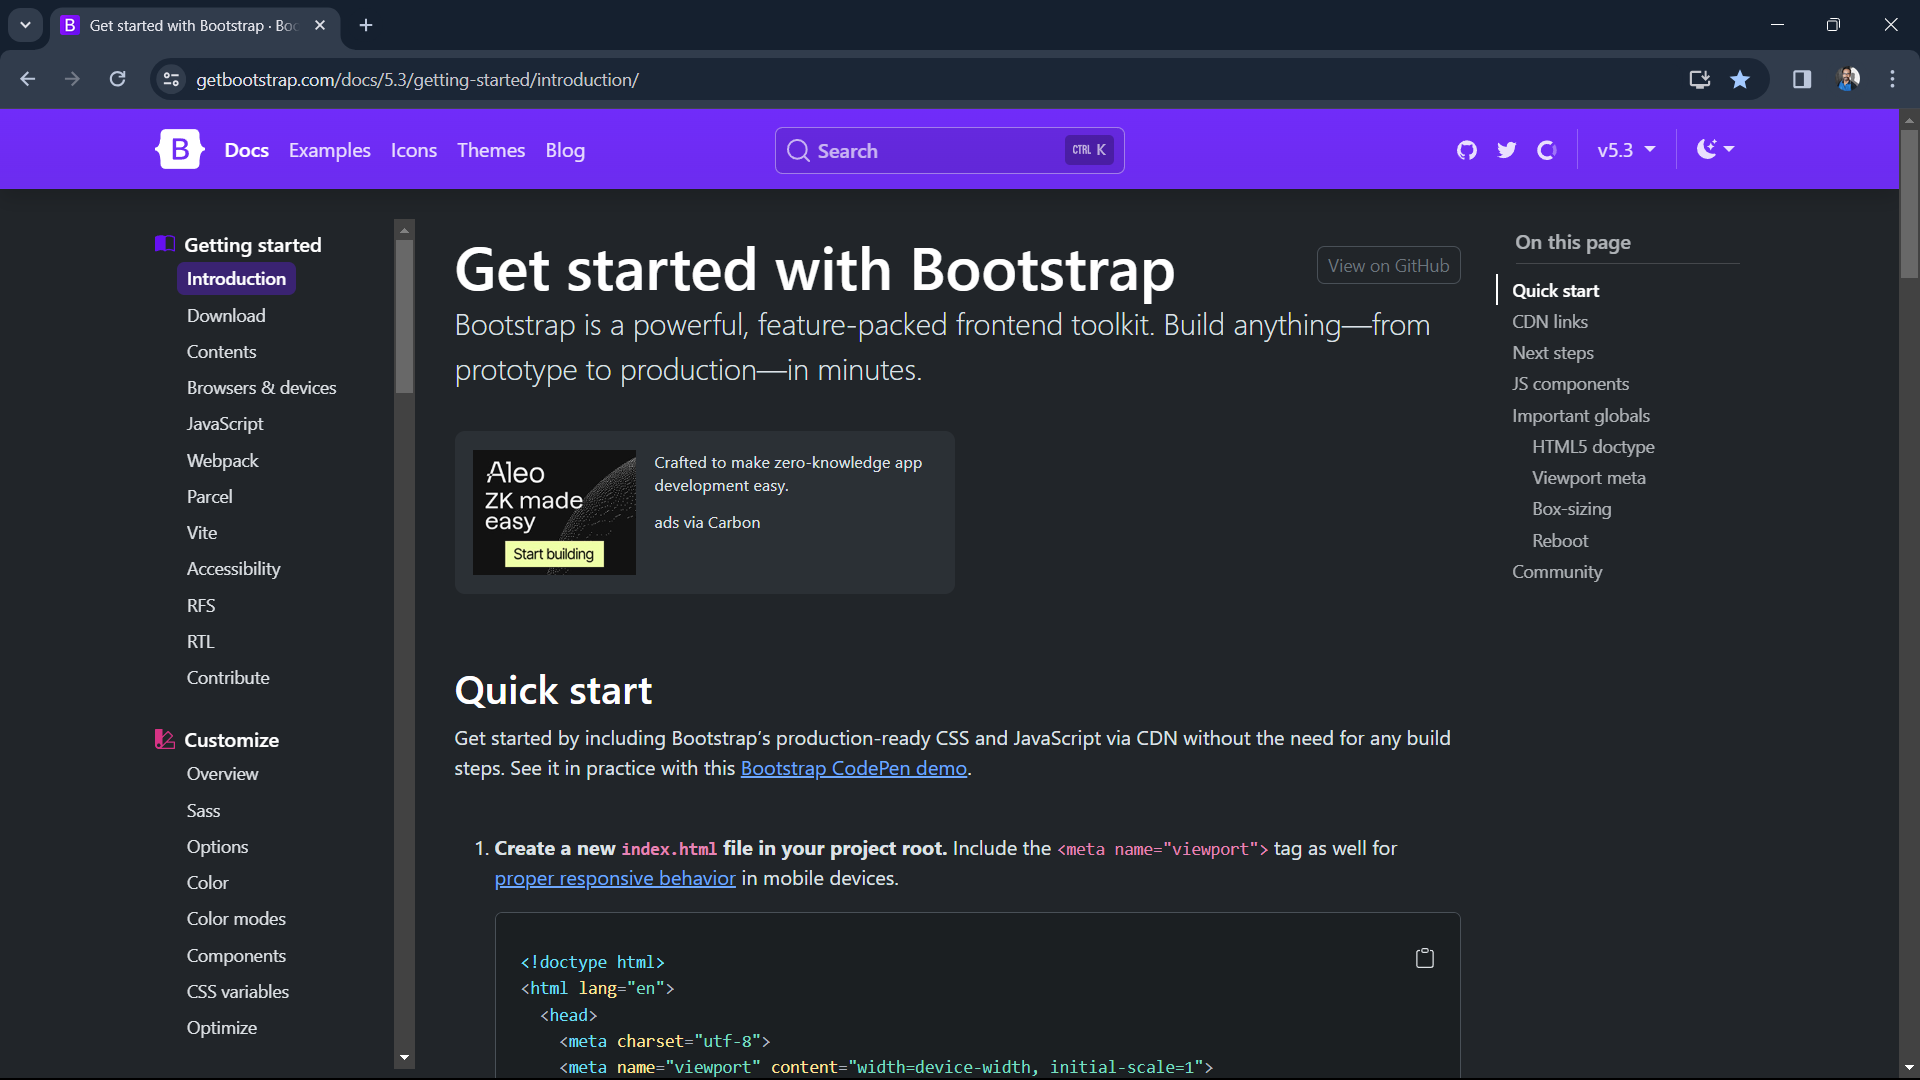 Get started with Bootstrap · Boo
getbootstrap.com/docs/5.3/getting-started/introduction/
B Docs Examples Icons Themes Blog Search CTRL K v5.3
Getting started
Introduction
Download
Contents
Browsers & devices
JavaScript
Webpack
Parcel
Vite
Accessibility
RFS
RTL
Contribute
Customize
Overview
Sass
Options
Color
Color modes
Components
CSS variables
Optimize
Get started with Bootstrap
View on GitHub
Bootstrap is a powerful, feature-packed frontend toolkit. Build anything—from
prototype to production—in minutes.
Aleo
ZK made
easy
Start building
Crafted to make zero-knowledge app
development easy.
ads via Carbon
Quick start
Get started by including Bootstrap’s production-ready CSS and JavaScript via CDN without the need for any build
steps. See it in practice with this Bootstrap CodePen demo.
1. Create a new index.html file in your project root. Include the <meta name="viewport"> tag as well for
proper responsive behavior in mobile devices.
<!doctype html>
<html lang="en">
<head>
<meta charset="utf-8">
<meta name="viewport" content="width=device-width, initial-scale=1">
On this page
Quick start
CDN links
Next steps
JS components
Important globals
HTML5 doctype
Viewport meta
Box-sizing
Reboot
Community